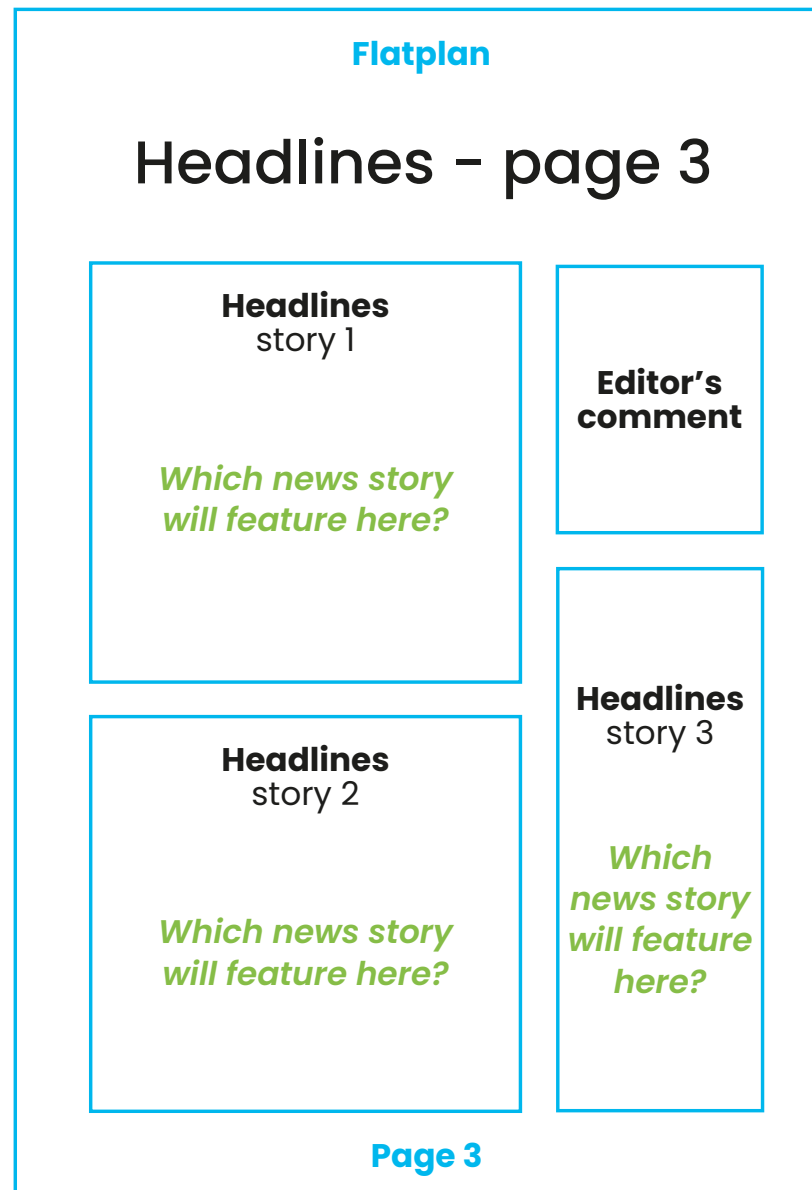 Flatplan
Headlines - page 3
Headlines
story 1
Which news story
will feature here?
Editor’s
comment
Headlines
story 2
Which news story
will feature here?
Headlines
story 3
Which
news story
will feature
here?
Page 3